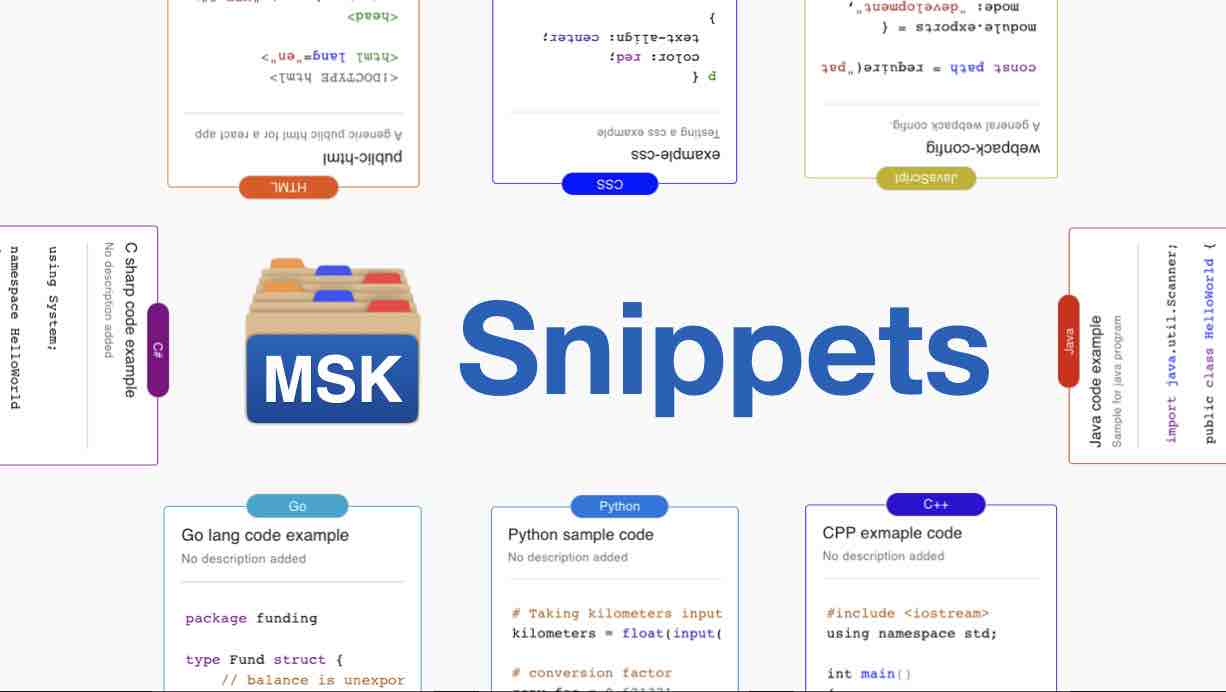 <head>
<html lang="en">
<!DOCTYPE html>
A generic public html for a react app
public-html
HTML
}
text-align: center;
color: red;
p {
Testing a css example
example-css
CSS
mode: "development",
module.exports = {
const path = require("pat
A general webpack config.
webpack-config
JavaScript
C#
C sharp code example
No description added
using System;
namespace HelloWorld
MSK
Snippets
Java
Java code example
Sample for java program
import java.util.Scanner;
public class HelloWorld {
Go
Go lang code example
No description added
package funding
type Fund struct {
// balance is unexpor
Python
Python sample code
No description added
# Taking kilometers input
kilometers = float(input(
# conversion factor
C++
CPP exmaple code
No description added
#include <iostream>
using namespace std;
int main()
{